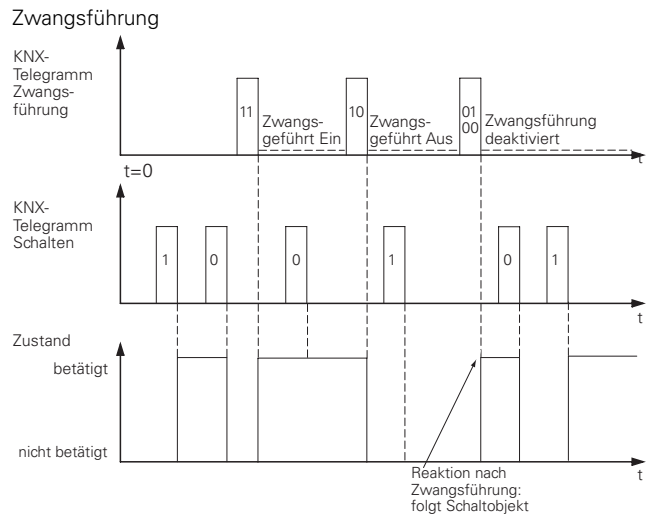 Zwangsführung
KNX-
Telegramm
Zwangs-
führung
11
Zwangs-
geführt Ein
10
Zwangs-
geführt Aus
01
00
Zwangsführung
deaktiviert
t
t=0
KNX-
Telegramm
Schalten
1
0
0
1
0
1
t
Zustand
betätigt
nicht betätigt
t
Reaktion nach
Zwangsführung:
folgt Schaltobjekt